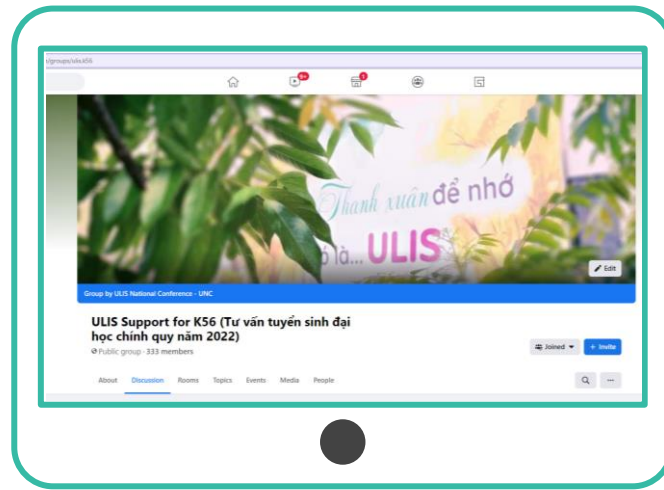 /groups/ulis.k56
9+
1
Thanh xuân để nhớ
là... ULIS
Edit
Group by ULIS National Conference - UNC
ULIS Support for K56 (Tư vấn tuyển sinh đại
học chính quy năm 2022)
Public group · 333 members
Joined
+ Invite
About Discussion Rooms Topics Events Media People